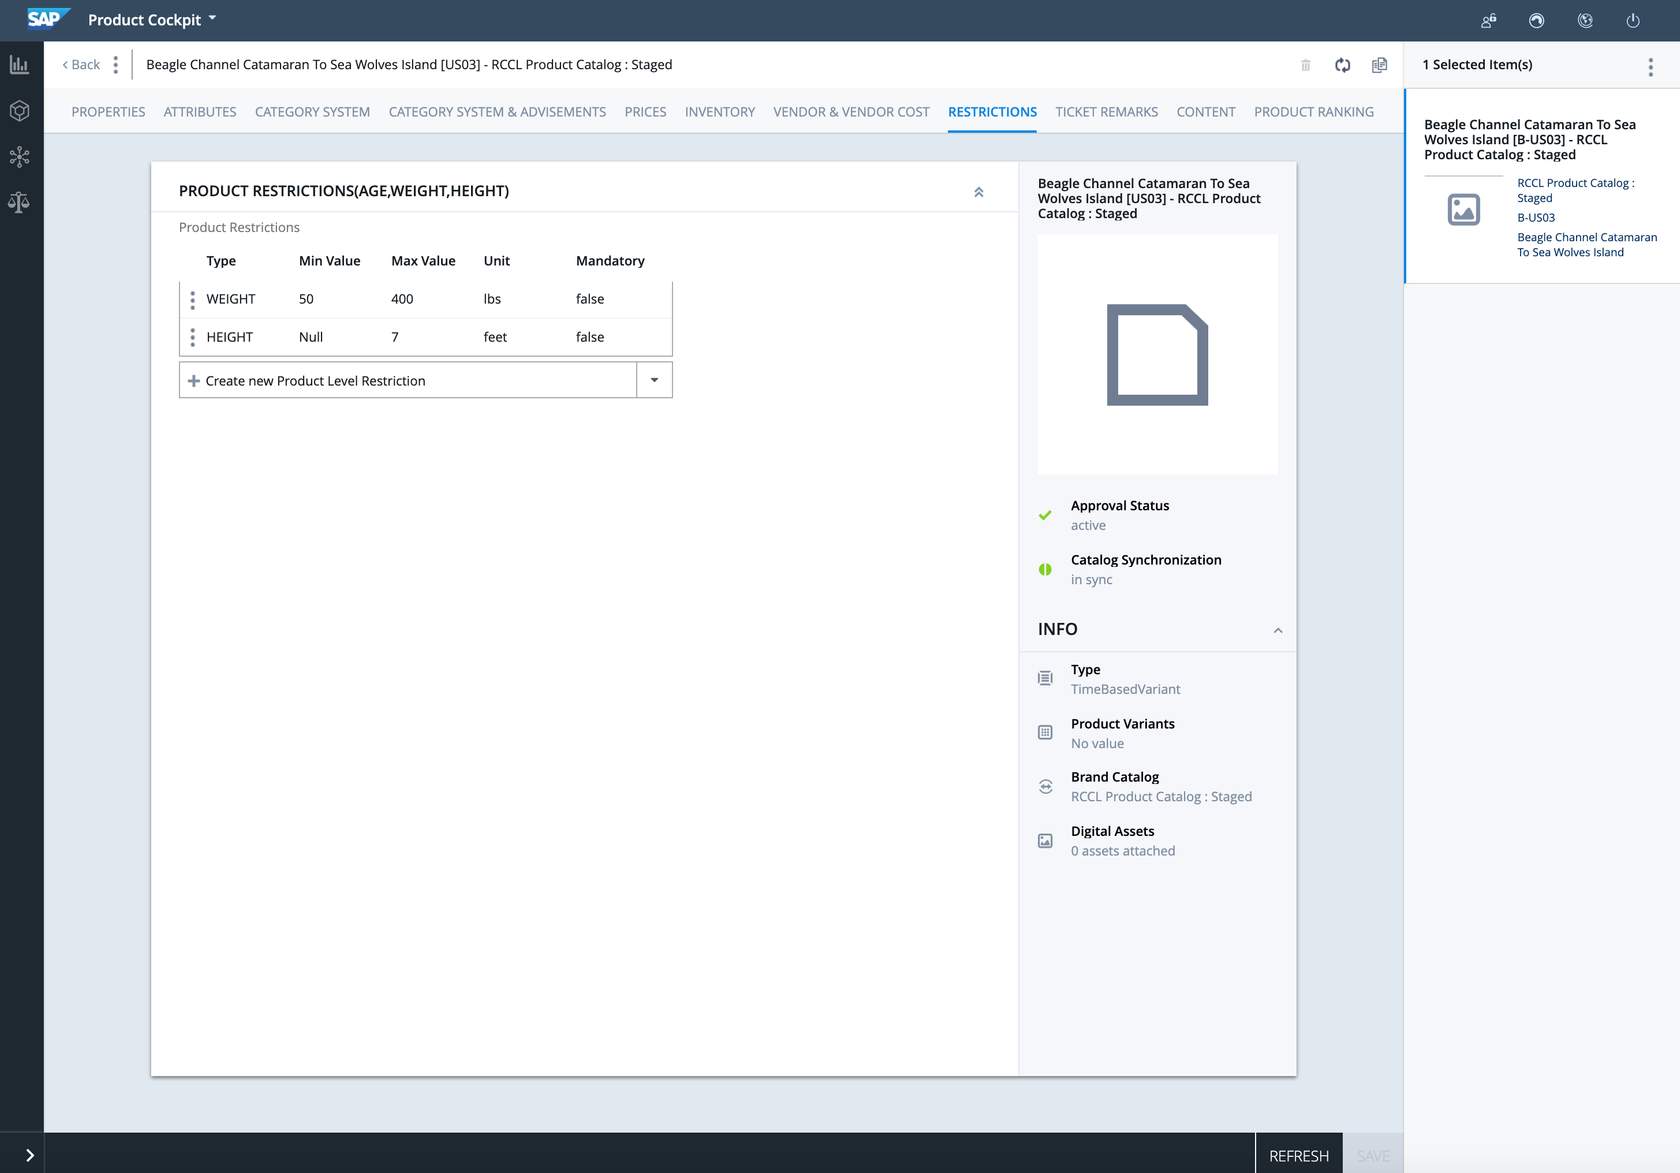 SAP Product Cockpit
Back
Beagle Channel Catamaran To Sea Wolves Island [US03] - RCCL Product Catalog : Staged
1 Selected Item(s)
PROPERTIES ATTRIBUTES CATEGORY SYSTEM CATEGORY SYSTEM & ADVISEMENTS PRICES INVENTORY VENDOR & VENDOR COST RESTRICTIONS TICKET REMARKS CONTENT PRODUCT RANKING
PRODUCT RESTRICTIONS(AGE,WEIGHT,HEIGHT)
Product Restrictions
Type Min Value Max Value Unit Mandatory
WEIGHT 50 400 lbs false
HEIGHT Null 7 feet false
Create new Product Level Restriction
Beagle Channel Catamaran To Sea
Wolves Island [US03] - RCCL Product
Catalog : Staged
Approval Status
active
Catalog Synchronization
in sync
INFO
Type
TimeBasedVariant
Product Variants
No value
Brand Catalog
RCCL Product Catalog : Staged
Digital Assets
0 assets attached
Beagle Channel Catamaran To Sea
Wolves Island [B-US03] - RCCL
Product Catalog : Staged
RCCL Product Catalog :
Staged
B-US03
Beagle Channel Catamaran
To Sea Wolves Island
REFRESH
SAVE